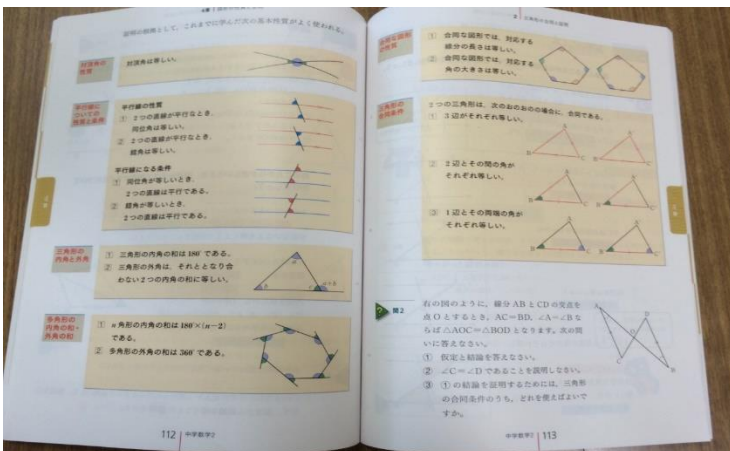 証明の根拠として、これまでに学んだ次の基本性質がよく使われる。
対頂角の
性質
対頂角は等しい。
平行線に
ついての
性質と条件
平行線の性質
① 2つの直線が平行なとき、
同位角は等しい。
② 2つの直線が平行なとき、
錯角は等しい。
平行線になる条件
① 同位角が等しいとき、
2つの直線は平行である。
② 錯角が等しいとき、
2つの直線は平行である。
三角形の
内角と外角
① 三角形の内角の和は180°である。
② 三角形の外角は、それととなり合
わない2つの内角の和に等しい。
多角形の
内角の和・
外角の和
① n角形の内角の和は180°×(n−2)
である。
② 多角形の外角の和は360°である。
112 中学数学2
合同な図形
の性質
① 合同な図形では、対応する
線分の長さは等しい。
② 合同な図形では、対応する
角の大きさは等しい。
三角形の
合同条件
2つの三角形は、次のおのおのの場合に、合同である。
① 3辺がそれぞれ等しい。
② 2辺とその間の角が
それぞれ等しい。
③ 1辺とその両端の角が
それぞれ等しい。
問2
右の図のように、線分ABとCDの交点を
点Oとするとき、AC=BD、∠A=∠Bな
らば△AOC=△BODとなります。次の問
いに答えなさい。
① 仮定と結論を答えなさい。
② ∠C=∠Dであることを説明しなさい。
③ ①の結論を証明するためには、三角形
の合同条件のうち、どれを使えばよいで
すか。
A
D
O
C
B
中学数学2 113